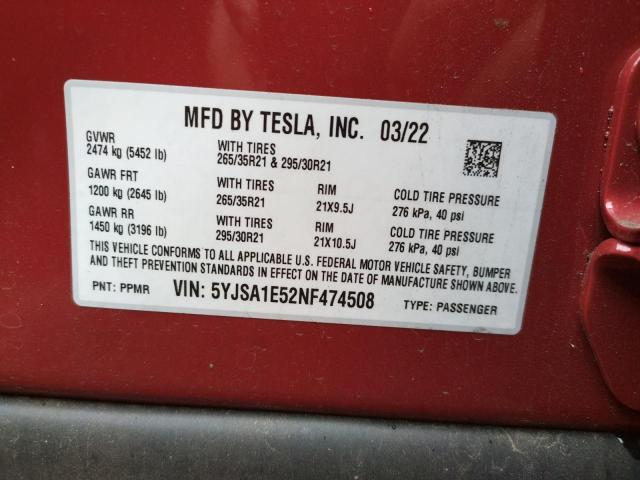 MFD BY TESLA, INC. 03/22
GVWR
2474 kg (5452 lb)
WITH TIRES
265/35R21 & 295/30R21
GAWR FRT
1200 kg (2645 lb)
WITH TIRES
265/35R21
RIM
21X9.5J
COLD TIRE PRESSURE
276 kPa, 40 psi
GAWR RR
1450 kg (3196 lb)
WITH TIRES
295/30R21
RIM
21X10.5J
COLD TIRE PRESSURE
276 kPa, 40 psi
THIS VEHICLE CONFORMS TO ALL APPLICABLE U.S. FEDERAL MOTOR VEHICLE SAFETY, BUMPER
AND THEFT PREVENTION STANDARDS IN EFFECT ON THE DATE OF MANUFACTURE SHOWN ABOVE.
PNT: PPMR VIN: 5YJSA1E52NF474508 TYPE: PASSENGER